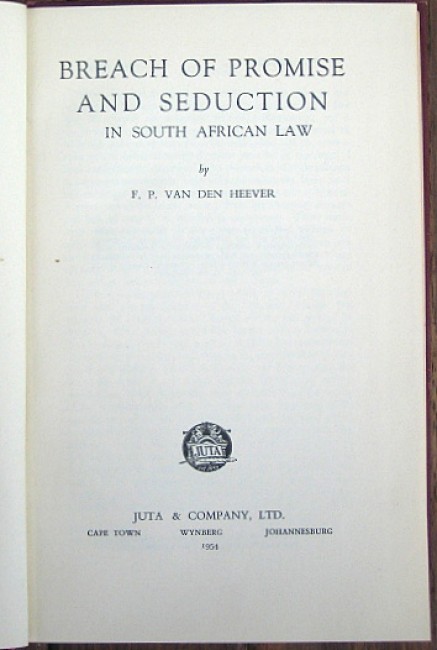 BREACH OF PROMISE
AND SEDUCTION
IN SOUTH AFRICAN LAW
by
F. P. VAN DEN HEEVER
JUTA
JUTA & COMPANY, LTD.
CAPE TOWN WYNBERG JOHANNESBURG
1954